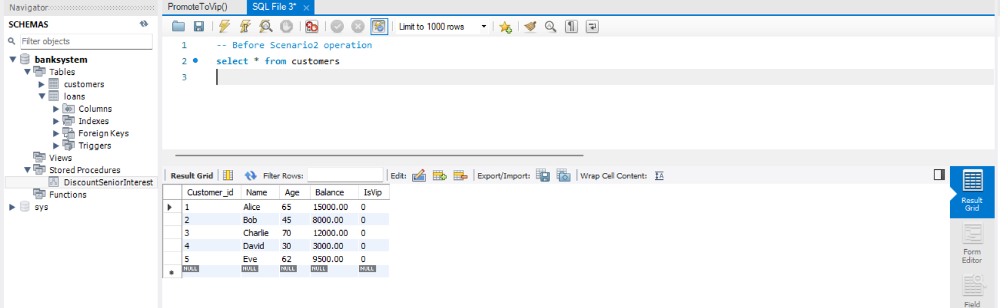 Navigator
PromoteToVip()
SQL File 3*
SCHEMAS
Limit to 1000 rows
Filter objects
1 -- Before Scenario2 operation
2 select * from customers
3
banksystem
Tables
customers
loans
Columns
Indexes
Foreign Keys
Triggers
Views
Stored Procedures
DiscountSeniorInterest
Functions
sys
Result Grid Filter Rows: Edit: Export/Import: Wrap Cell Content:
Customer_id Name Age Balance IsVip
1 Alice 65 15000.00 0
2 Bob 45 8000.00 0
3 Charlie 70 12000.00 0
4 David 30 3000.00 0
5 Eve 62 9500.00 0
NULL NULL NULL NULL NULL
Result
Grid
Form
Editor
Field